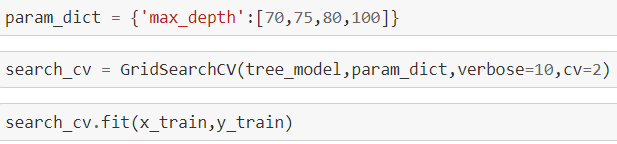 param_dict = {'max_depth':[70,75,80,100]}
search_cv = GridSearchCV(tree_model,param_dict,verbose=10,cv=2)
search_cv.fit(x_train,y_train)